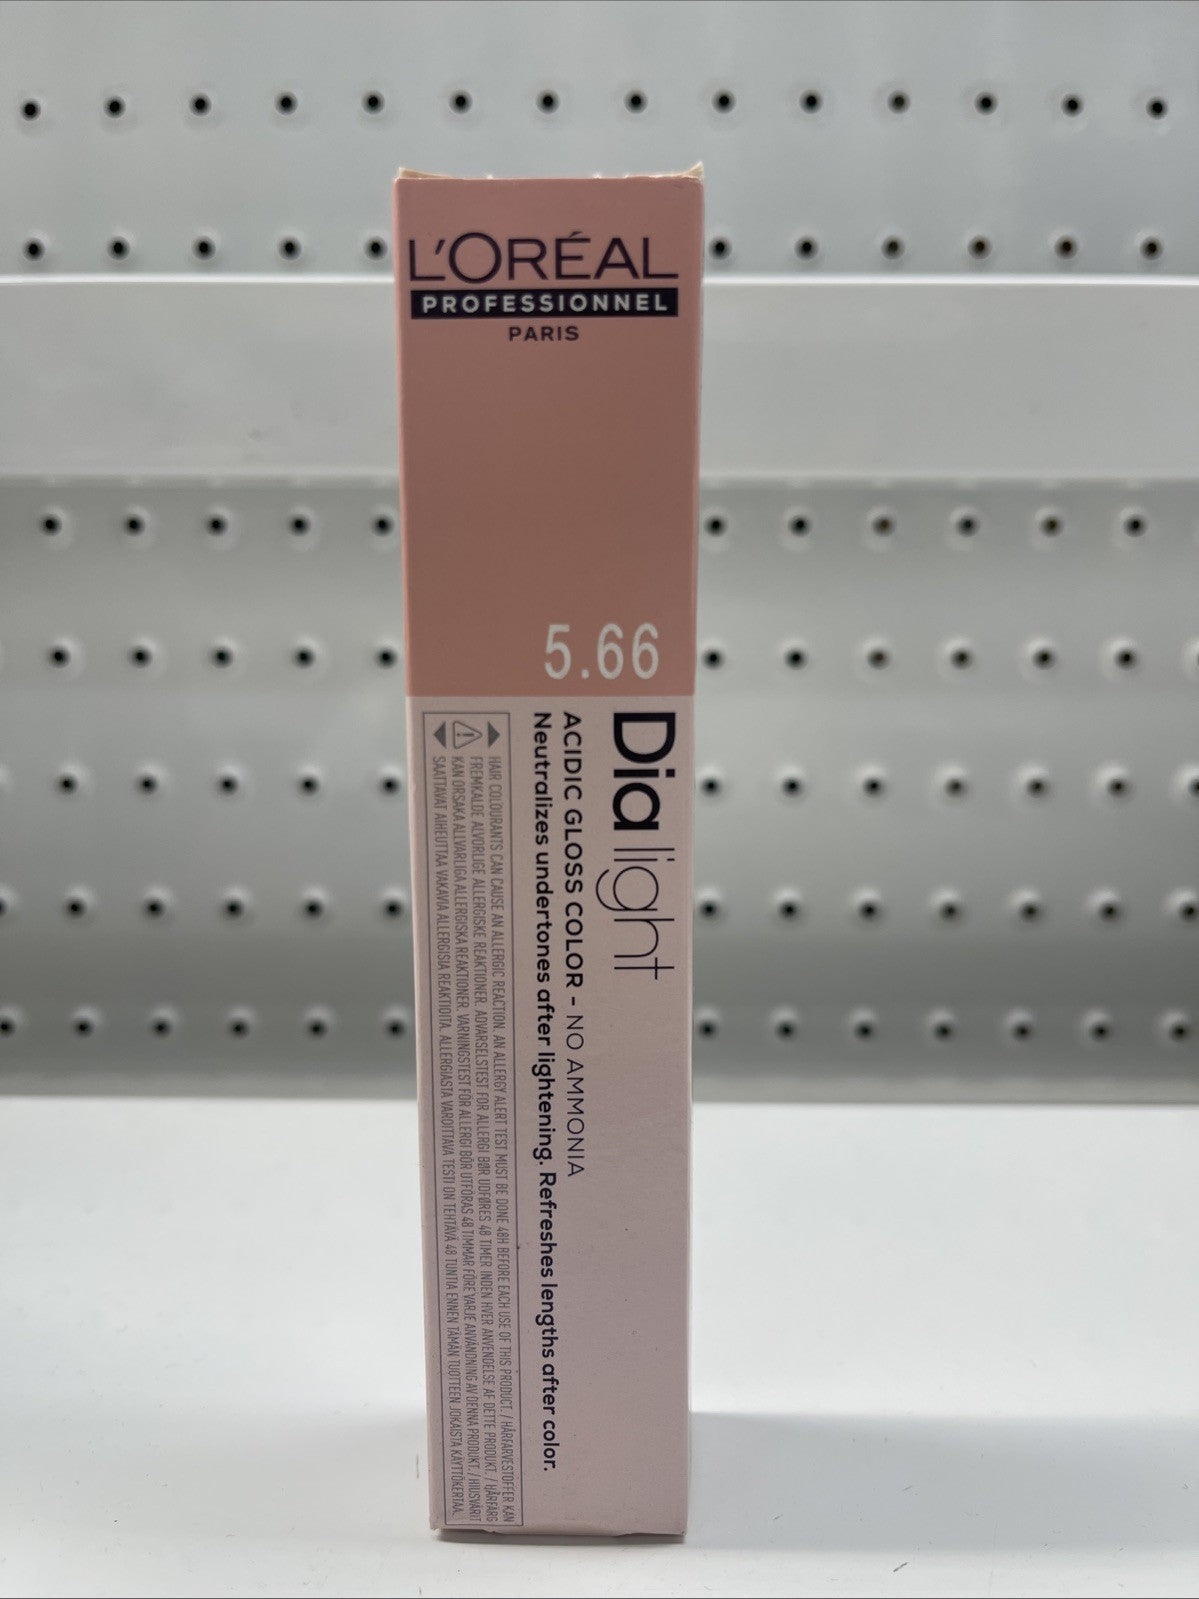 L'ORÉAL
PROFESSIONNEL
PARIS
5.66
Dia light
ACIDIC GLOSS COLOR - NO AMMONIA
Neutralizes undertones after lightening. Refreshes lengths after color.
HAIR COLOURANTS CAN CAUSE AN ALLERGIC REACTION. AN ALLERGY ALERT TEST MUST BE DONE 48H BEFORE EACH USE OF THIS PRODUCT. / HÅRFARVESTOFFER KAN
FREMKALDE ALVORLIGE ALLERGISKE REAKTIONER. ADVARSELSTEST FOR ALLERGI BØR UDFØRES 48 TIMER INDEN HVER ANVENDELSE AF DETTE PRODUKT. / HÅRFÄRG
KAN ORSAKA ALLVARLIGA ALLERGISKA REAKTIONER. VARNINGSTEST FÖR ALLERGI BÖR UTFÖRAS 48 TIMMAR FÖRE VARJE ANVÄNDNING AV DENNA PRODUKT. / HIUSVÄRIT
SAATTAVAT AIHEUTTAA VAKAVIA ALLERGISIA REAKTIOITA. ALLERGIASTA VAROITTAVA TESTI ON TEHTÄVÄ 48 TUNTIA ENNEN TÄMÄN TUOTTEEN JOKAISTA KÄYTTÖKERTAA.